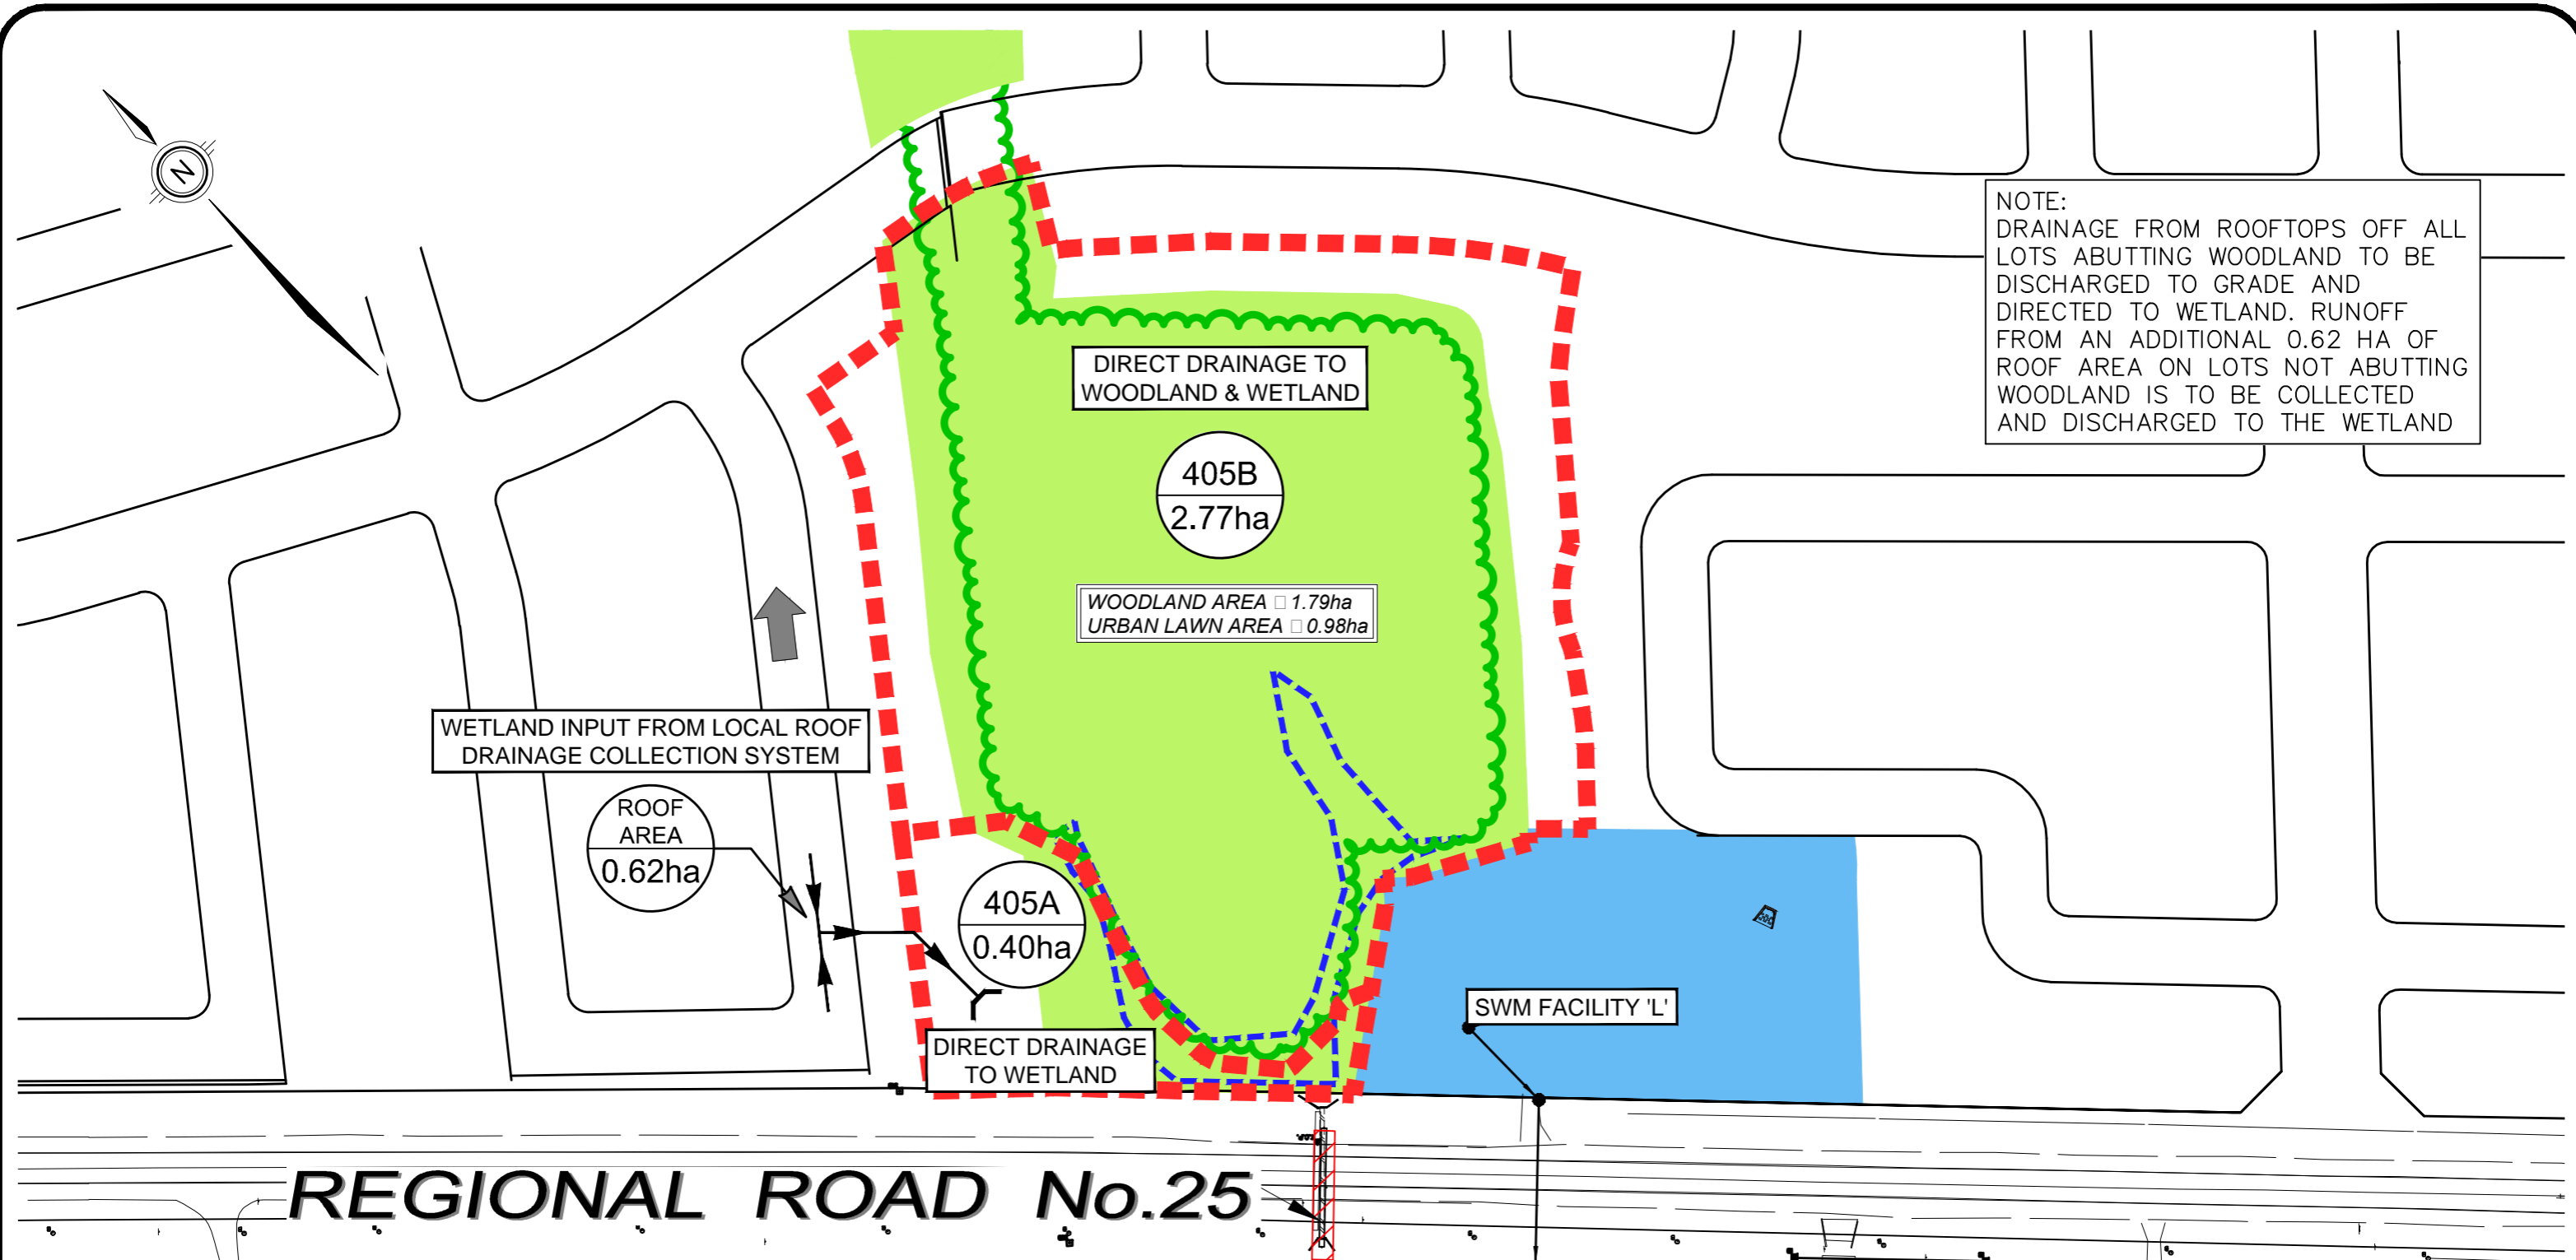 N
NOTE:
DRAINAGE FROM ROOFTOPS OFF ALL
LOTS ABUTTING WOODLAND TO BE
DISCHARGED TO GRADE AND
DIRECTED TO WETLAND. RUNOFF
FROM AN ADDITIONAL 0.62 HA OF
ROOF AREA ON LOTS NOT ABUTTING
WOODLAND IS TO BE COLLECTED
AND DISCHARGED TO THE WETLAND
DIRECT DRAINAGE TO
WOODLAND & WETLAND
405B
2.77ha
WOODLAND AREA □ 1.79ha
URBAN LAWN AREA □ 0.98ha
WETLAND INPUT FROM LOCAL ROOF
DRAINAGE COLLECTION SYSTEM
ROOF
AREA
0.62ha
405A
0.40ha
DIRECT DRAINAGE
TO WETLAND
SWM FACILITY 'L'
REGIONAL ROAD No.25